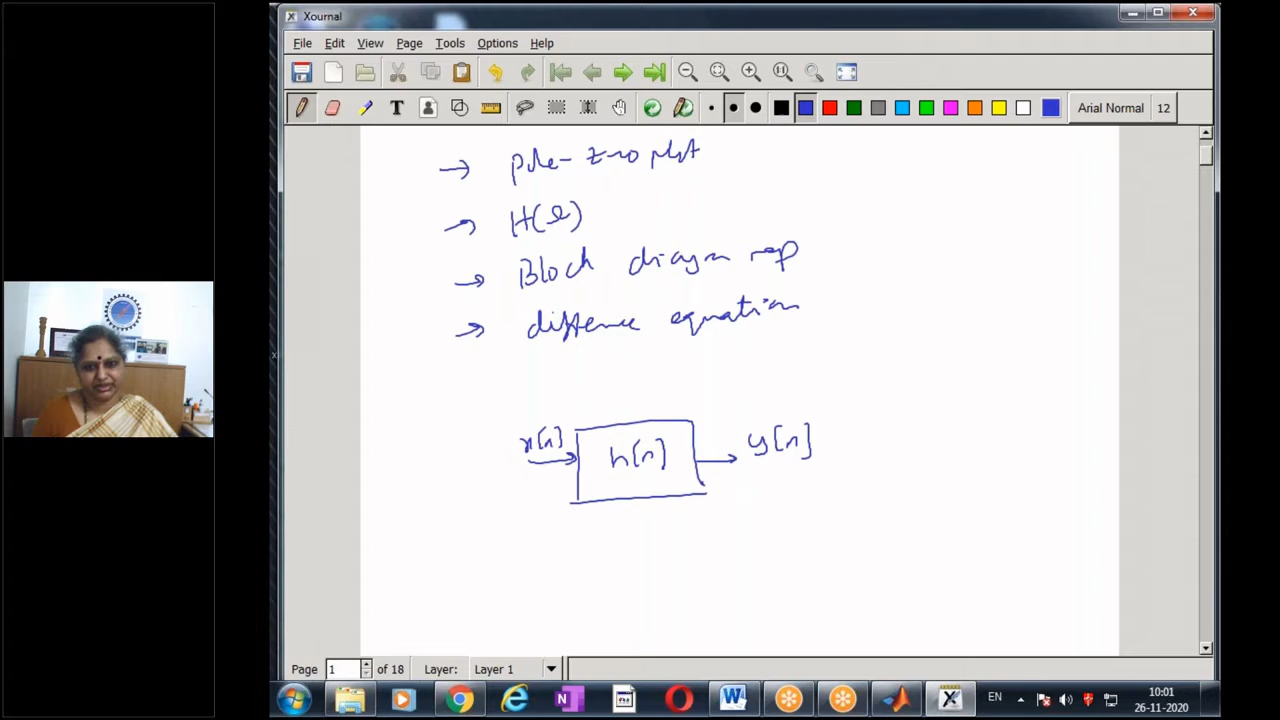 Xournal
File Edit View Page Tools Options Help
Arial Normal 12
→ pole-zero plot
→ H(z)
→ Block diagram rep
→ difference equation
x[n] h[n] y[n]
Page 1 of 18 Layer: Layer 1
EN 10:01
26-11-2020